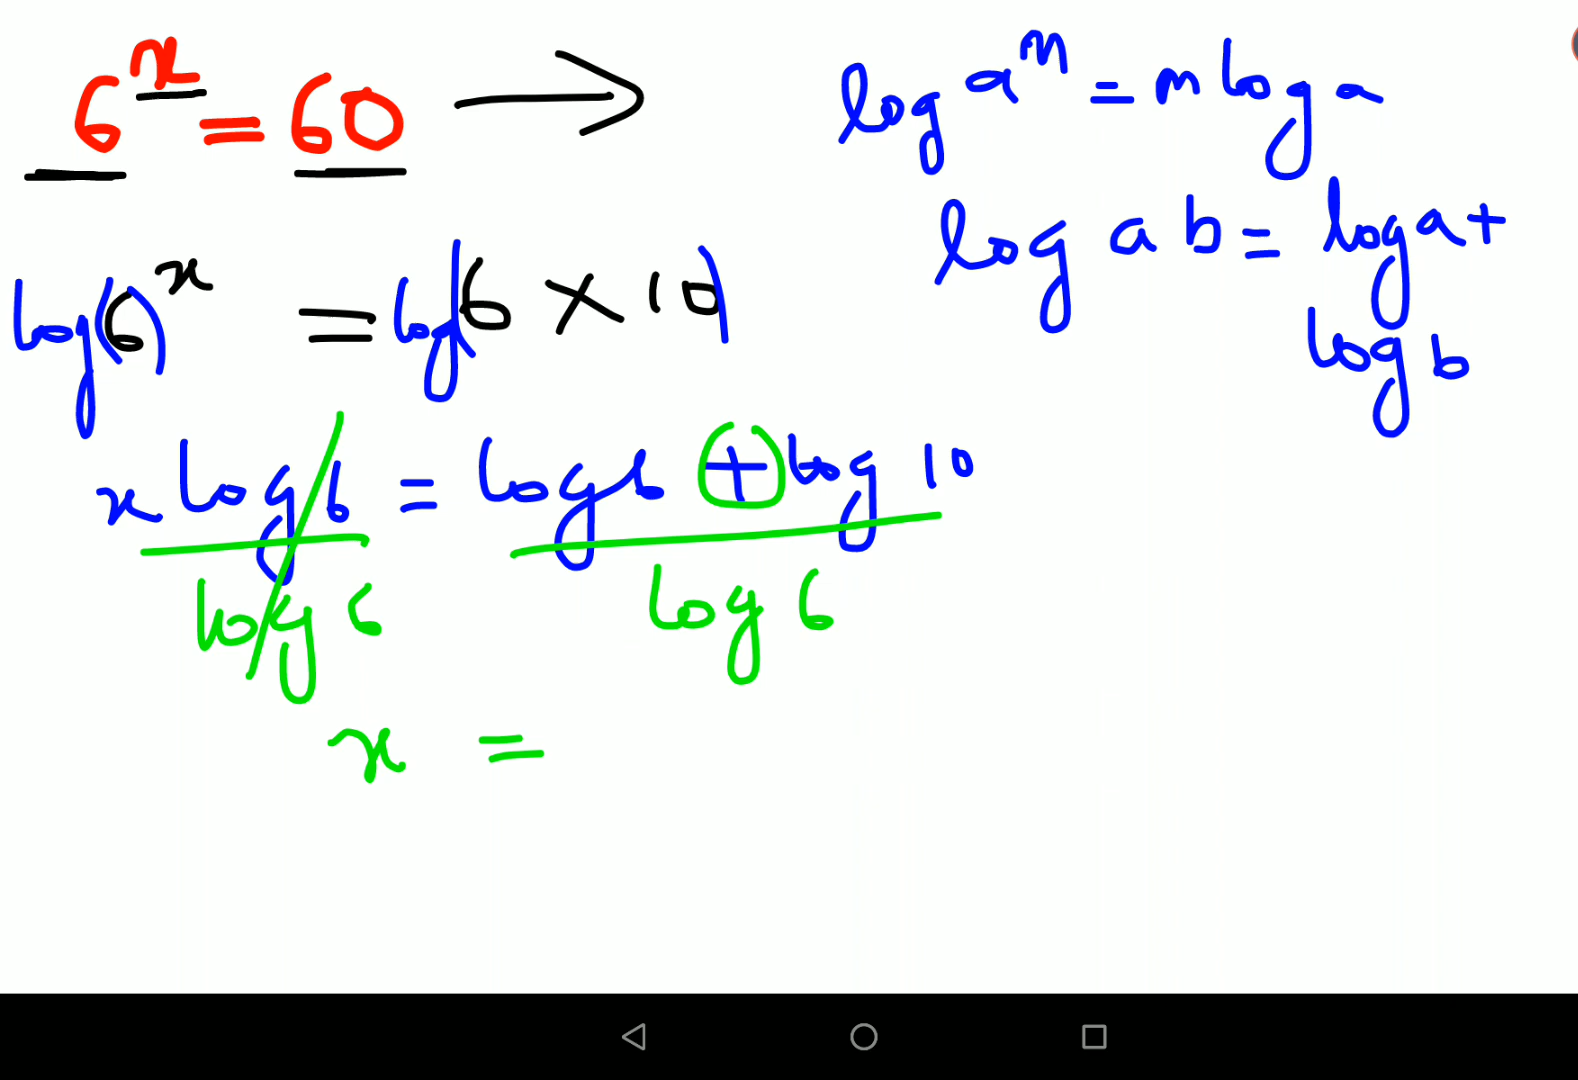 6^x = 60 →
log a^m = m log a
log a b = log a +
log b
log(6)^x = log(6 × 10)
x log 6 = log 6 + log 10
log 6 log 6
x =